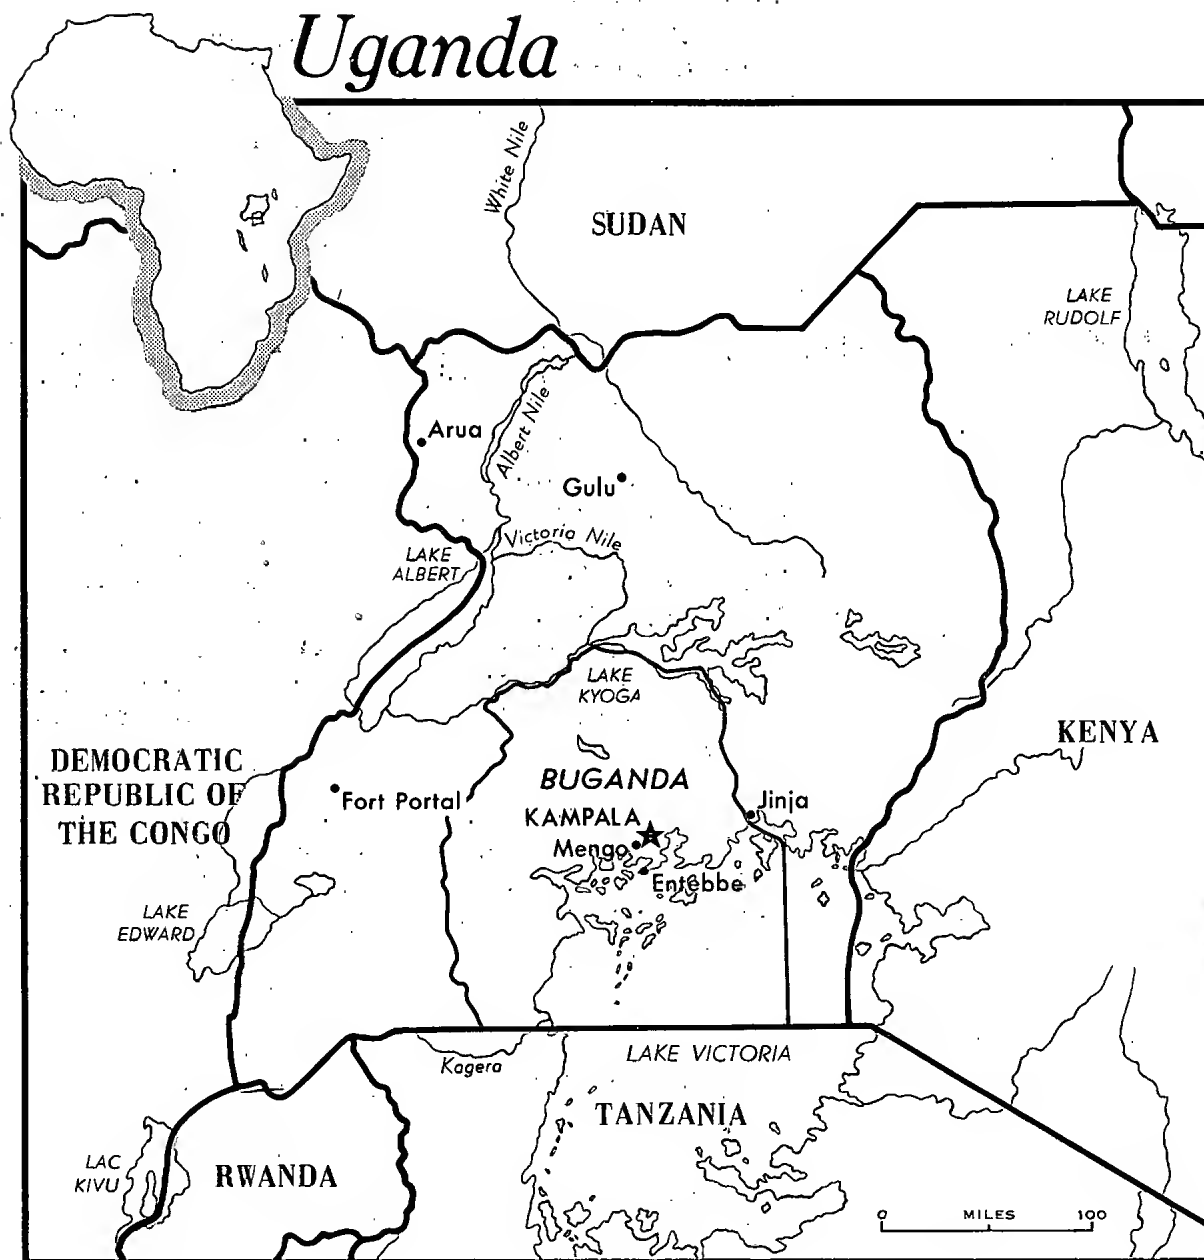 Uganda
White Nile
SUDAN
LAKE
RUDOLF
Albert Nile
Arua
Gulu
Victoria Nile
LAKE
ALBERT
LAKE
KYOGA
KENYA
DEMOCRATIC
REPUBLIC OF
THE CONGO
BUGANDA
Fort Portal
Jinja
KAMPALA
Mengo
Entebbe
LAKE
EDWARD
LAKE VICTORIA
Kagera
TANZANIA
LAC
KIVU
RWANDA
0 MILES 100